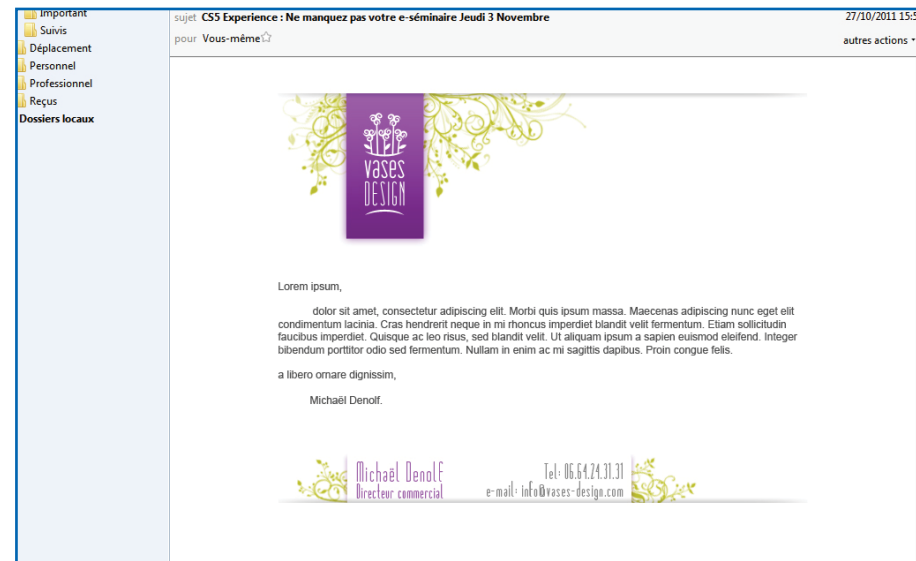 Important
Suivis
Déplacement
Personnel
Professionnel
Reçus
Dossiers locaux
sujet CS5 Experience : Ne manquez pas votre e-séminaire Jeudi 3 Novembre
27/10/2011 15:5
pour Vous-même
autres actions
vases
DESIGN
Lorem ipsum,
dolor sit amet, consectetur adipiscing elit. Morbi quis ipsum massa. Maecenas adipiscing nunc eget elit
condimentum lacinia. Cras hendrerit neque in mi rhoncus imperdiet blandit velit fermentum. Etiam sollicitudin
faucibus imperdiet. Quisque ac leo risus, sed blandit velit. Ut aliquam ipsum a sapien euismod eleifend. Integer
bibendum porttitor odio sed fermentum. Nullam in enim ac mi sagittis dapibus. Proin congue felis.
a libero ornare dignissim,
Michaël Denolf.
Michaël Denolf
Directeur commercial
Tel: 06.64.24.31.31
e-mail: info@vases-design.com